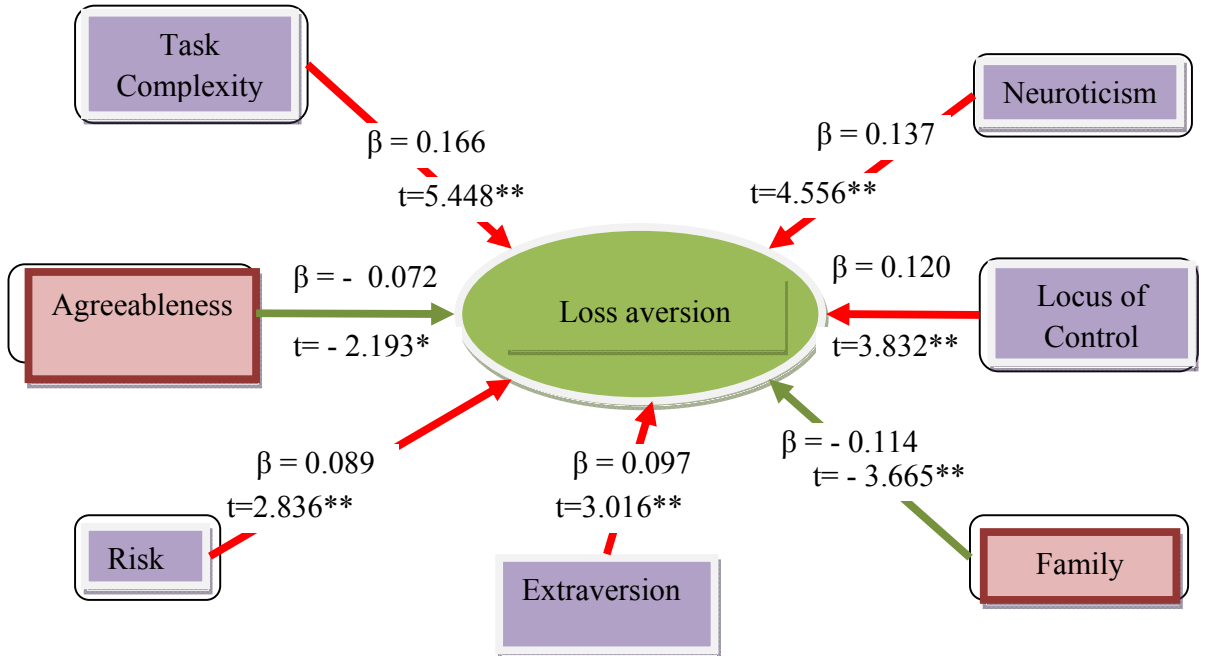 Task
Complexity
Neuroticism
β = 0.166
t=5.448**
β = 0.137
t=4.556**
Agreeableness
β = -  0.072
t= - 2.193*
Loss aversion
β = 0.120
t=3.832**
Locus of
Control
Risk
β = 0.089
t=2.836**
β = 0.097
t=3.016**
Extraversion
β = - 0.114
t= - 3.665**
Family